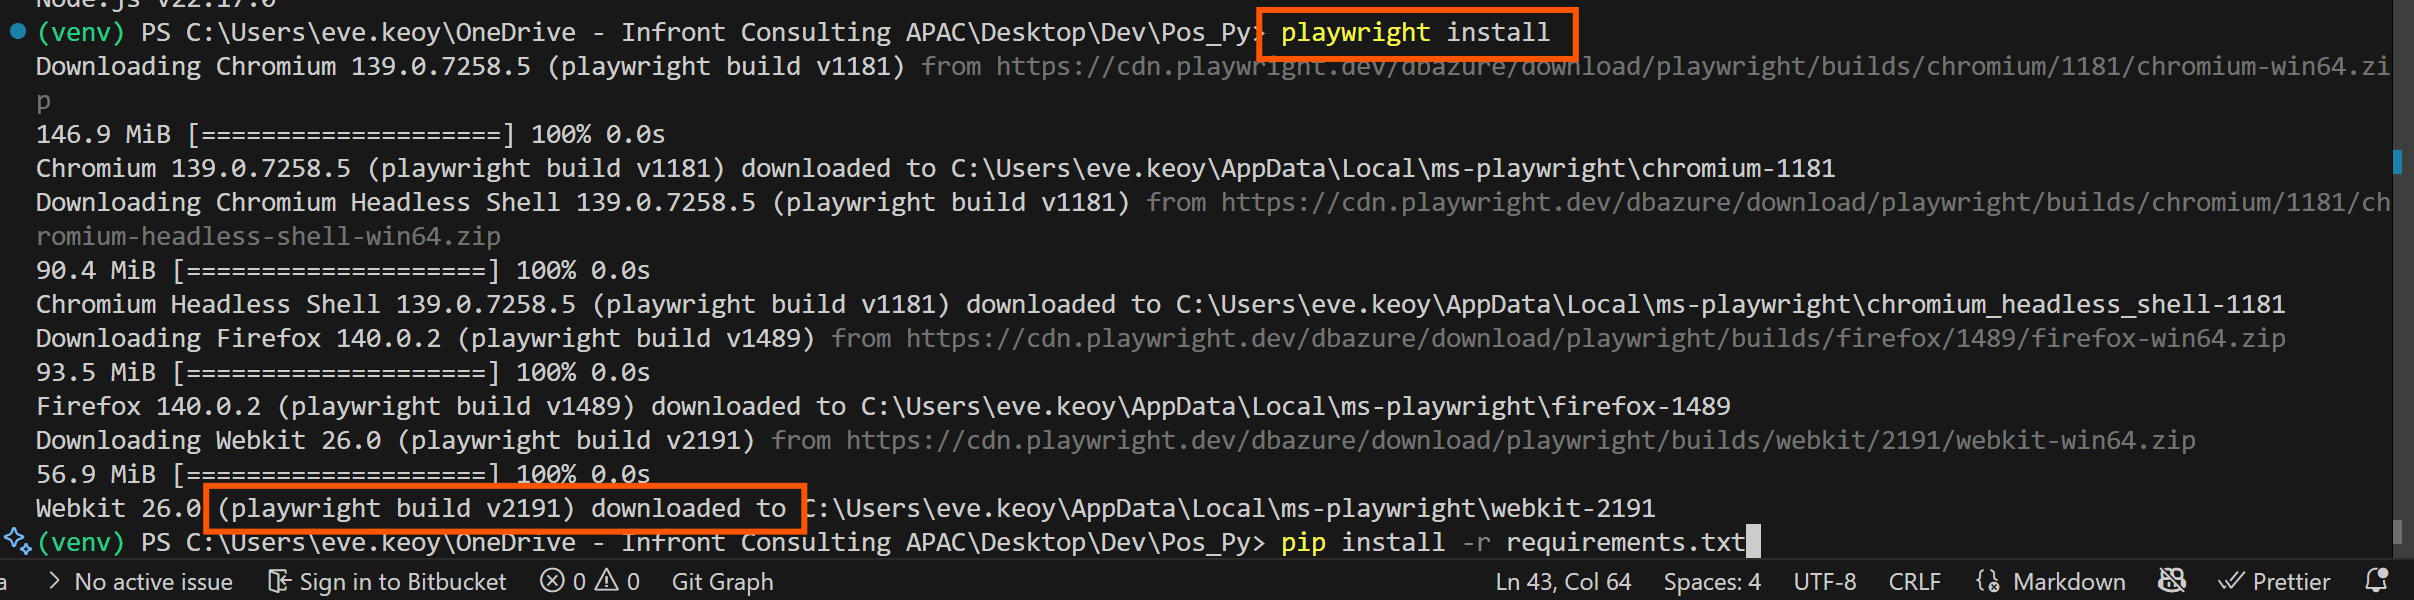 Node.js v22.17.0
(venv) PS C:\Users\eve.keoy\OneDrive - Infront Consulting APAC\Desktop\Dev\Pos_Py> playwright install
Downloading Chromium 139.0.7258.5 (playwright build v1181) from https://cdn.playwright.dev/dbazure/download/playwright/builds/chromium/1181/chromium-win64.zi
p
146.9 MiB [====================] 100% 0.0s
Chromium 139.0.7258.5 (playwright build v1181) downloaded to C:\Users\eve.keoy\AppData\Local\ms-playwright\chromium-1181
Downloading Chromium Headless Shell 139.0.7258.5 (playwright build v1181) from https://cdn.playwright.dev/dbazure/download/playwright/builds/chromium/1181/ch
romium-headless-shell-win64.zip
90.4 MiB [====================] 100% 0.0s
Chromium Headless Shell 139.0.7258.5 (playwright build v1181) downloaded to C:\Users\eve.keoy\AppData\Local\ms-playwright\chromium_headless_shell-1181
Downloading Firefox 140.0.2 (playwright build v1489) from https://cdn.playwright.dev/dbazure/download/playwright/builds/firefox/1489/firefox-win64.zip
93.5 MiB [====================] 100% 0.0s
Firefox 140.0.2 (playwright build v1489) downloaded to C:\Users\eve.keoy\AppData\Local\ms-playwright\firefox-1489
Downloading Webkit 26.0 (playwright build v2191) from https://cdn.playwright.dev/dbazure/download/playwright/builds/webkit/2191/webkit-win64.zip
56.9 MiB [====================] 100% 0.0s
Webkit 26.0 (playwright build v2191) downloaded to C:\Users\eve.keoy\AppData\Local\ms-playwright\webkit-2191
(venv) PS C:\Users\eve.keoy\OneDrive - Infront Consulting APAC\Desktop\Dev\Pos_Py> pip install -r requirements.txt
a > No active issue Sign in to Bitbucket 0 0 Git Graph Ln 43, Col 64 Spaces: 4 UTF-8 CRLF Markdown Prettier